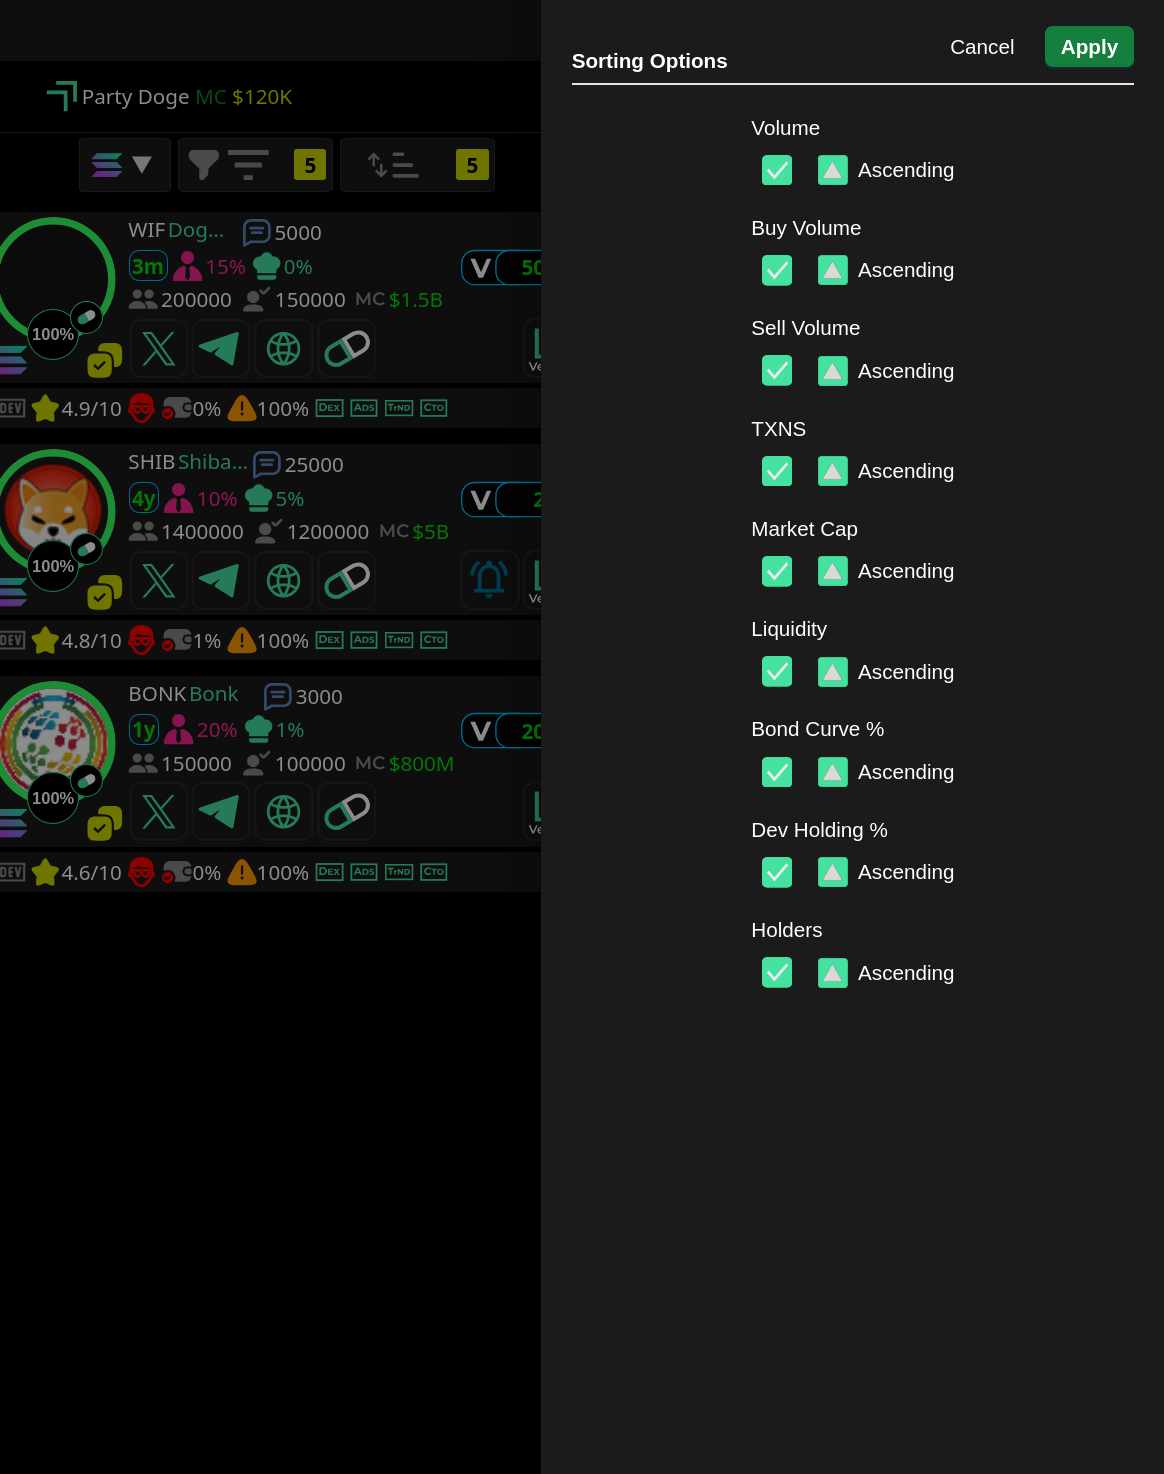 Party Doge MC $120K
5
5
WIF Dog... 5000
3m 15% 0%
V 50
200000 150000 MC $1.5B
100%
Ve
DEV 4.9/10 0% 100% DEX ADS TRND CTO
SHIB Shiba... 25000
4y 10% 5%
V 2
1400000 1200000 MC $5B
100%
Ve
DEV 4.8/10 1% 100% DEX ADS TRND CTO
BONK Bonk 3000
1y 20% 1%
V 20
150000 100000 MC $800M
100%
Ve
DEV 4.6/10 0% 100% DEX ADS TRND CTO
Sorting Options
Cancel
Apply
Volume
Ascending
Buy Volume
Ascending
Sell Volume
Ascending
TXNS
Ascending
Market Cap
Ascending
Liquidity
Ascending
Bond Curve %
Ascending
Dev Holding %
Ascending
Holders
Ascending